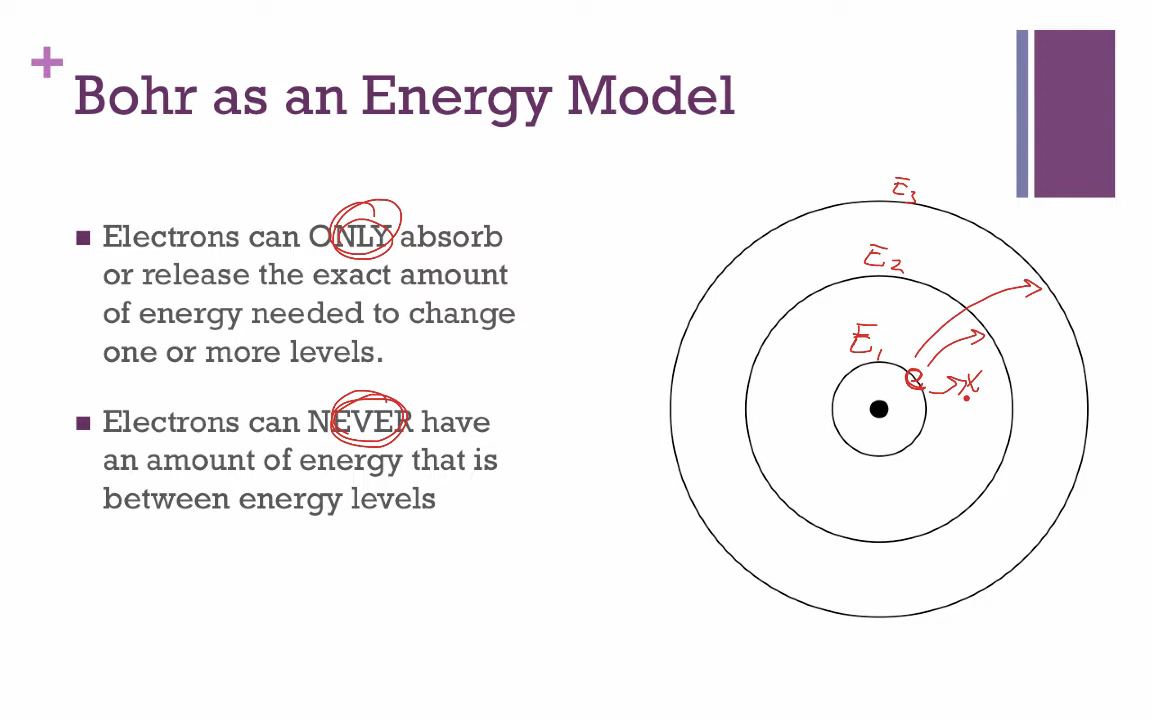 +
Bohr as an Energy Model
Electrons can ONLY absorb
or release the exact amount
of energy needed to change
one or more levels.
Electrons can NEVER have
an amount of energy that is
between energy levels
E3
E2
E1
e
x